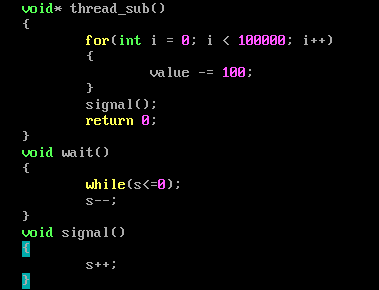 void* thread_sub()
{
        for(int i = 0; i < 100000; i++)
        {
                value -= 100;
        }
        signal();
        return 0;
}
void wait()
{
        while(s<=0);
        s--;
}
void signal()
{
        s++;
}